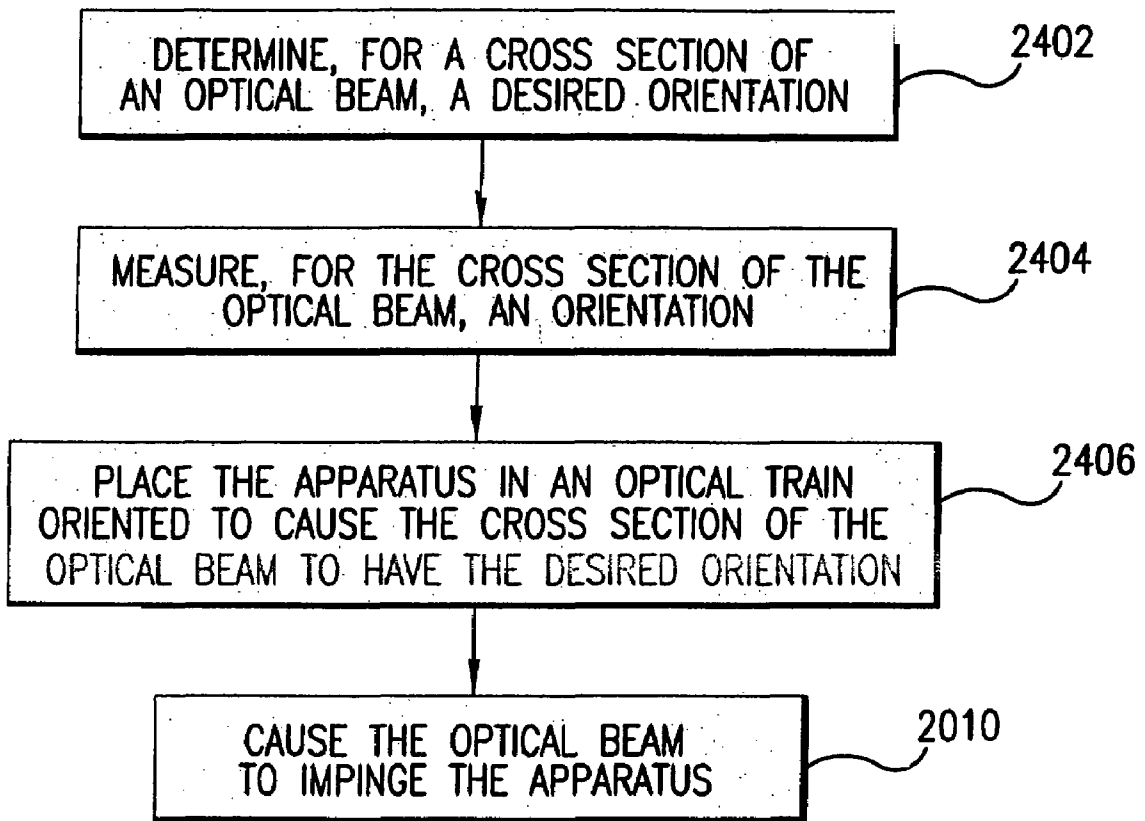 DETERMINE, FOR A CROSS SECTION OF
AN OPTICAL BEAM, A DESIRED ORIENTATION
2402
MEASURE, FOR THE CROSS SECTION OF THE
OPTICAL BEAM, AN ORIENTATION
2404
PLACE THE APPARATUS IN AN OPTICAL TRAIN
ORIENTED TO CAUSE THE CROSS SECTION OF THE
OPTICAL BEAM TO HAVE THE DESIRED ORIENTATION
2406
CAUSE THE OPTICAL BEAM
TO IMPINGE THE APPARATUS
2010